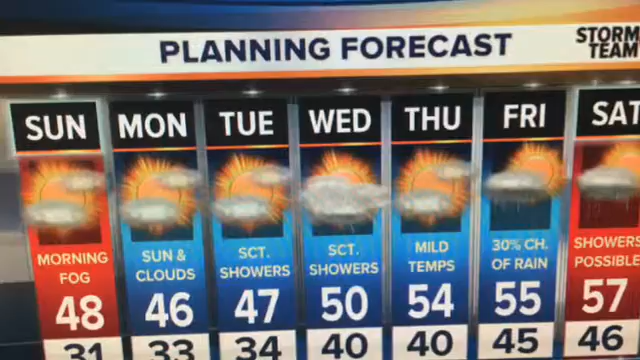 PLANNING FORECAST
STORM
TEAM
SUN MON TUE WED THU FRI SAT
MORNING
FOG
SUN &
CLOUDS
SCT.
SHOWERS
SCT.
SHOWERS
MILD
TEMPS
30% CH.
OF RAIN
SHOWERS
POSSIBLE
48 46 47 50 54 55 57
31 33 34 40 40 45 46